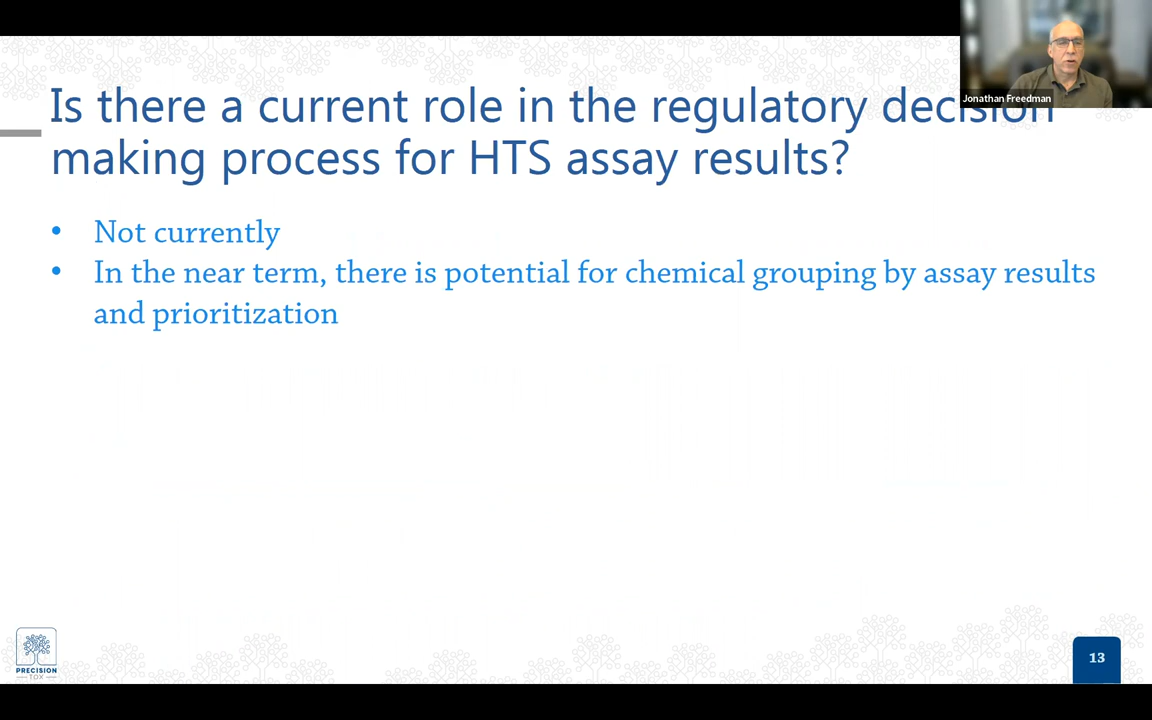 Is there a current role in the regulatory decision
making process for HTS assay results?
Jonathan Freedman
• Not currently
• In the near term, there is potential for chemical grouping by assay results
and prioritization
PRECISION
TOX
13